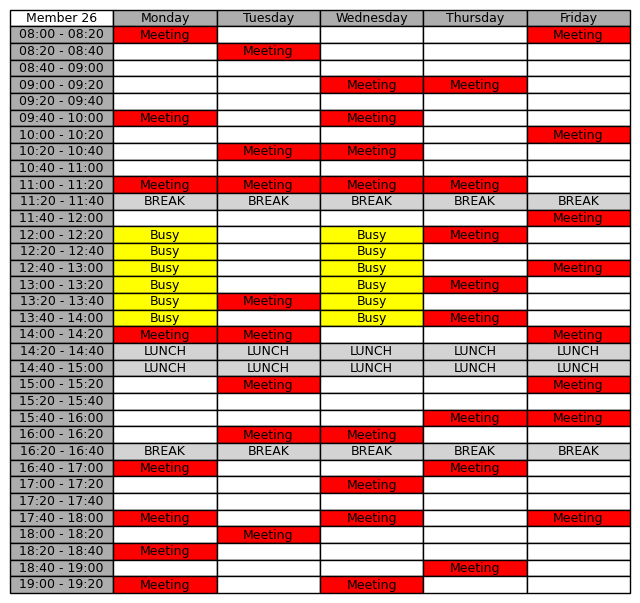 Member 26 Monday Tuesday Wednesday Thursday Friday
08:00 - 08:20 Meeting Meeting
08:20 - 08:40 Meeting
08:40 - 09:00
09:00 - 09:20 Meeting Meeting
09:20 - 09:40
09:40 - 10:00 Meeting Meeting
10:00 - 10:20 Meeting
10:20 - 10:40 Meeting Meeting
10:40 - 11:00
11:00 - 11:20 Meeting Meeting Meeting Meeting
11:20 - 11:40 BREAK BREAK BREAK BREAK BREAK
11:40 - 12:00 Meeting
12:00 - 12:20 Busy Busy Meeting
12:20 - 12:40 Busy Busy
12:40 - 13:00 Busy Busy Meeting
13:00 - 13:20 Busy Busy Meeting
13:20 - 13:40 Busy Meeting Busy
13:40 - 14:00 Busy Busy Meeting
14:00 - 14:20 Meeting Meeting Meeting
14:20 - 14:40 LUNCH LUNCH LUNCH LUNCH LUNCH
14:40 - 15:00 LUNCH LUNCH LUNCH LUNCH LUNCH
15:00 - 15:20 Meeting Meeting
15:20 - 15:40
15:40 - 16:00 Meeting Meeting
16:00 - 16:20 Meeting Meeting
16:20 - 16:40 BREAK BREAK BREAK BREAK BREAK
16:40 - 17:00 Meeting Meeting
17:00 - 17:20 Meeting
17:20 - 17:40
17:40 - 18:00 Meeting Meeting Meeting
18:00 - 18:20 Meeting
18:20 - 18:40 Meeting
18:40 - 19:00 Meeting
19:00 - 19:20 Meeting Meeting